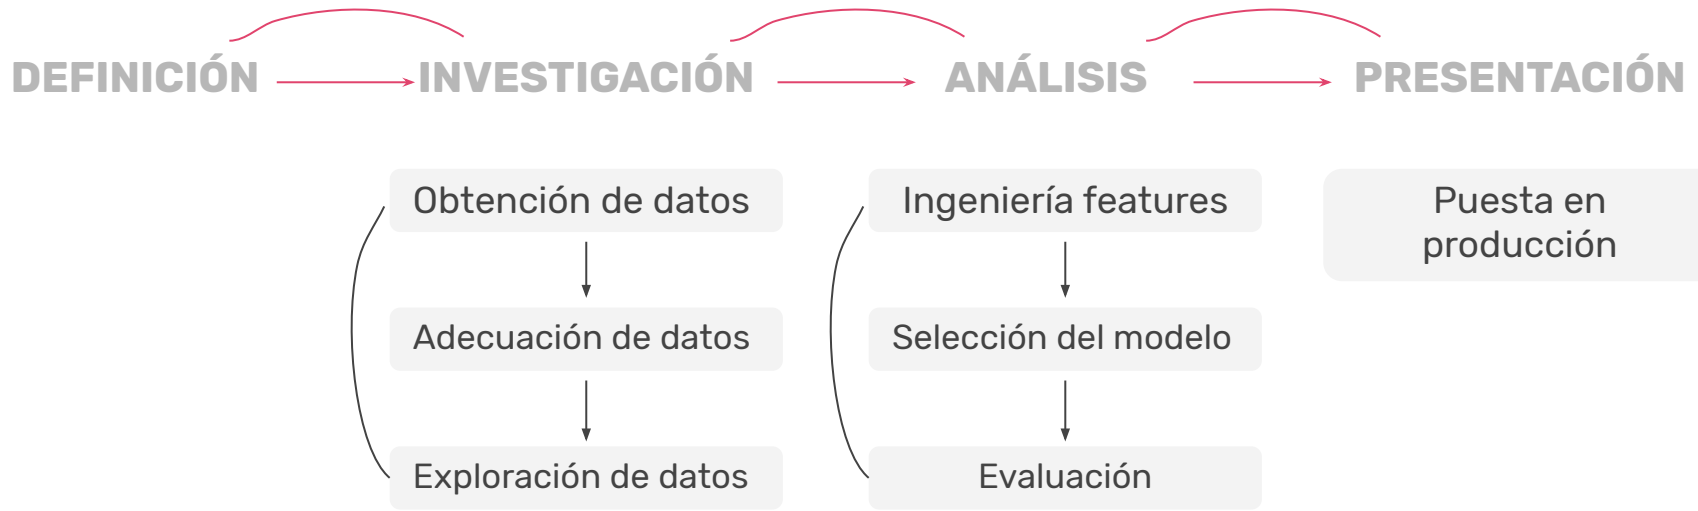 DEFINICIÓN
INVESTIGACIÓN
ANÁLISIS
PRESENTACIÓN
Obtención de datos
Adecuación de datos
Exploración de datos
Ingeniería features
Selección del modelo
Evaluación
Puesta en
producción